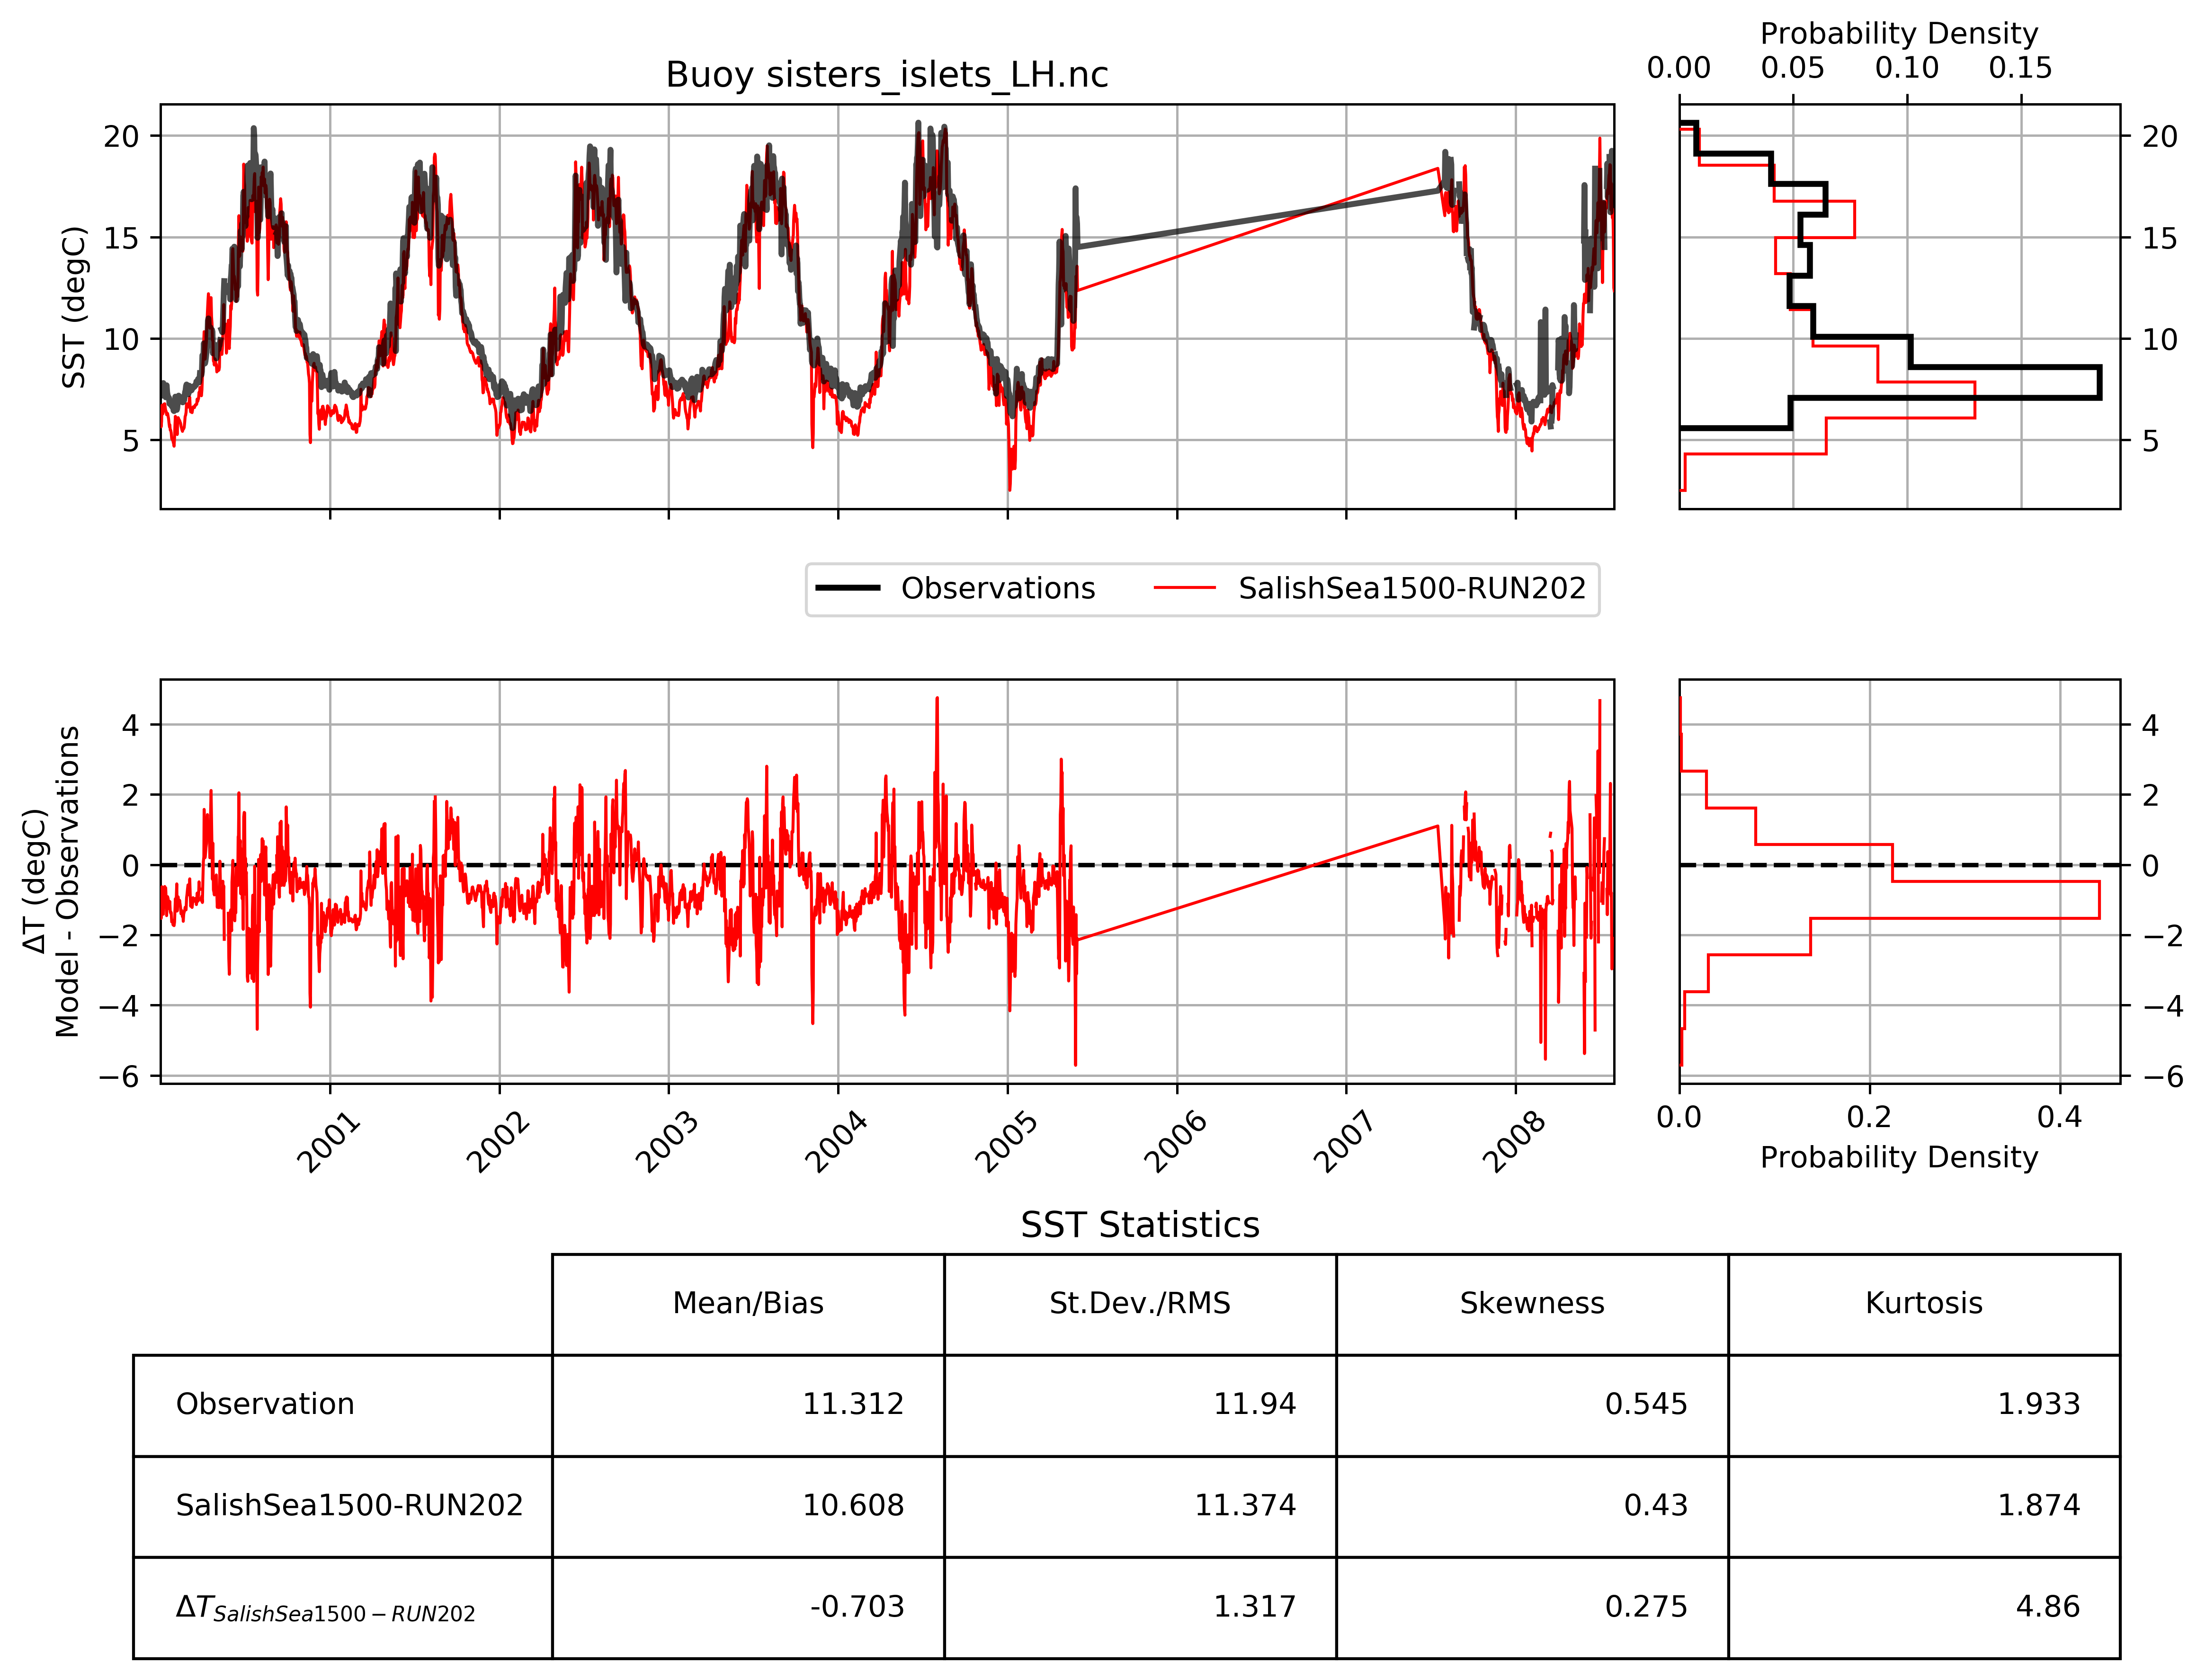 Probability Density
0.00 0.05 0.10 0.15
Buoy sisters_islets_LH.nc
SST (degC)
20
15
10
5
20
15
10
5
Observations SalishSea1500-RUN202
ΔT (degC)
Model - Observations
4
2
0
−2
−4
−6
4
2
0
−2
−4
−6
2001 2002 2003 2004 2005 2006 2007 2008
0.0 0.2 0.4
Probability Density
SST Statistics
Mean/Bias St.Dev./RMS Skewness Kurtosis
Observation 11.312 11.94 0.545 1.933
SalishSea1500-RUN202 10.608 11.374 0.43 1.874
ΔTSalishSea1500−RUN202 -0.703 1.317 0.275 4.86